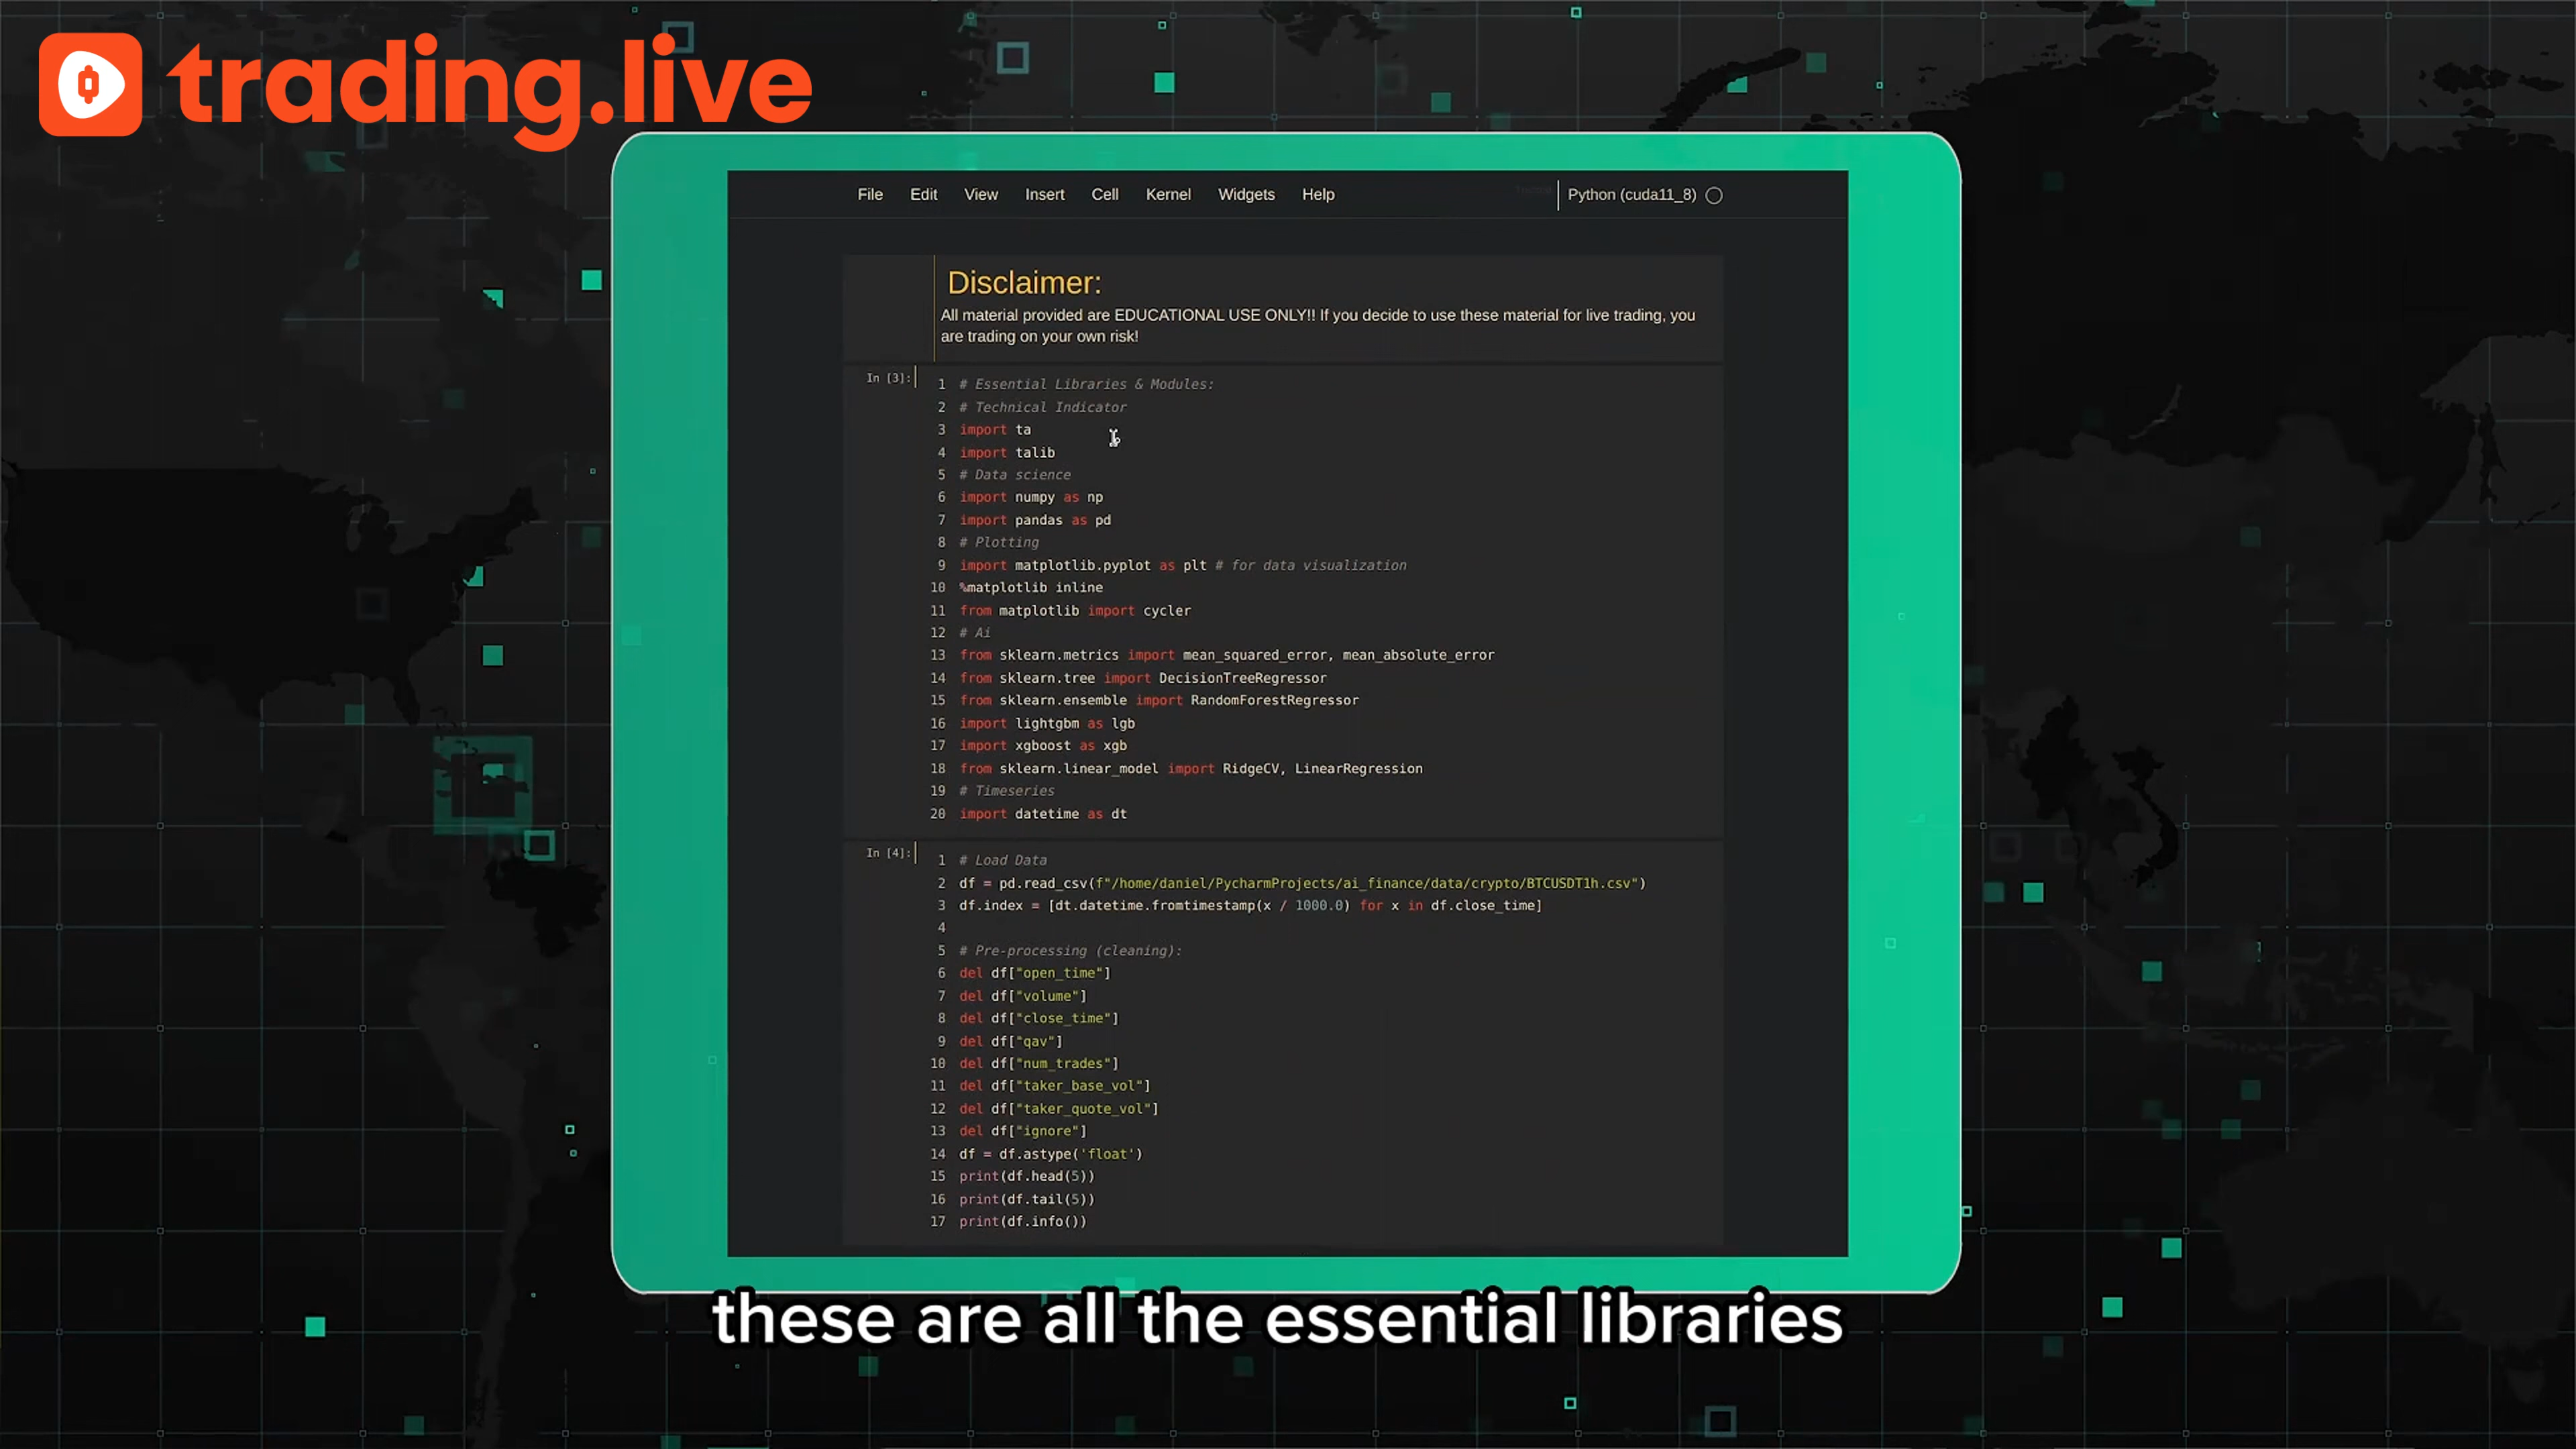 trading.live
File Edit View Insert Cell Kernel Widgets Help
Python (cuda11_8)
Disclaimer:
All material provided are EDUCATIONAL USE ONLY!! If you decide to use these material for live trading, you
are trading on your own risk!
In [3]:
1 # Essential Libraries & Modules:
2 # Technical Indicator
3 import ta
4 import talib
5 # Data science
6 import numpy as np
7 import pandas as pd
8 # Plotting
9 import matplotlib.pyplot as plt # for data visualization
10 %matplotlib inline
11 from matplotlib import cycler
12 # Ai
13 from sklearn.metrics import mean_squared_error, mean_absolute_error
14 from sklearn.tree import DecisionTreeRegressor
15 from sklearn.ensemble import RandomForestRegressor
16 import lightgbm as lgb
17 import xgboost as xgb
18 from sklearn.linear_model import RidgeCV, LinearRegression
19 # Timeseries
20 import datetime as dt
In [4]:
1 # Load Data
2 df = pd.read_csv(f"/home/daniel/PycharmProjects/ai_finance/data/crypto/BTCUSDT1h.csv")
3 df.index = [dt.datetime.fromtimestamp(x / 1000.0) for x in df.close_time]
4
5 # Pre-processing (cleaning):
6 del df["open_time"]
7 del df["volume"]
8 del df["close_time"]
9 del df["qav"]
10 del df["num_trades"]
11 del df["taker_base_vol"]
12 del df["taker_quote_vol"]
13 del df["ignore"]
14 df = df.astype('float')
15 print(df.head(5))
16 print(df.tail(5))
17 print(df.info())
these are all the essential libraries